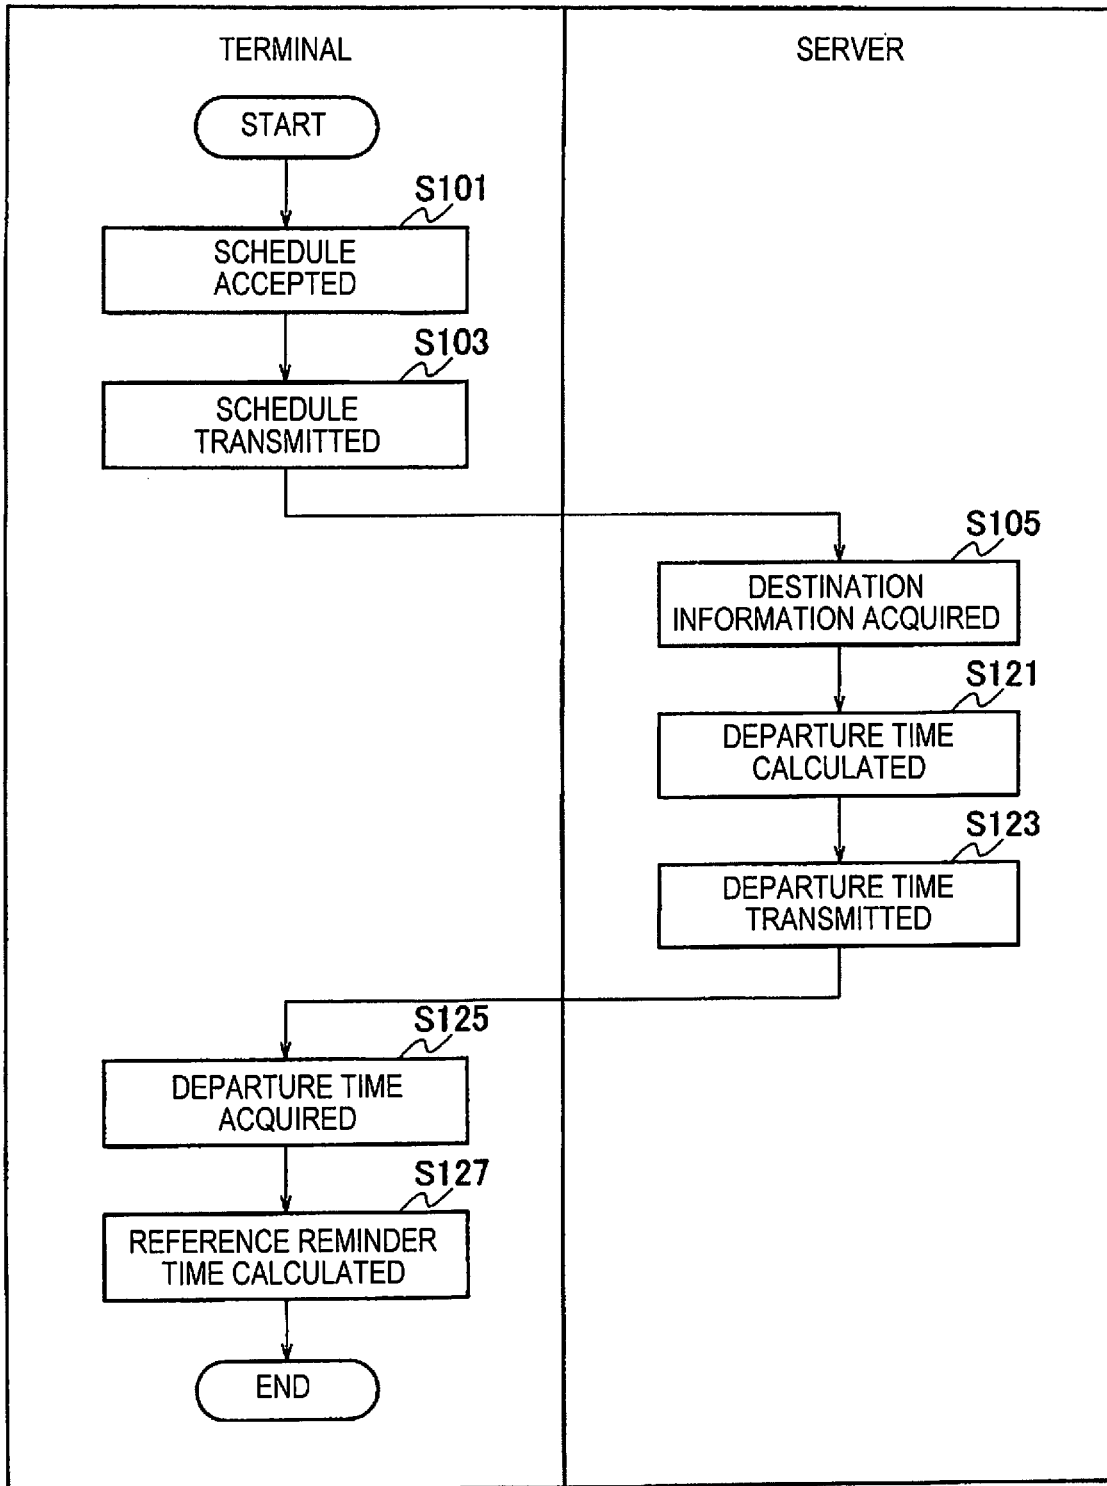 TERMINAL
SERVER
START
S101
SCHEDULE
ACCEPTED
S103
SCHEDULE
TRANSMITTED
S105
DESTINATION
INFORMATION ACQUIRED
S121
DEPARTURE TIME
CALCULATED
S123
DEPARTURE TIME
TRANSMITTED
S125
DEPARTURE TIME
ACQUIRED
S127
REFERENCE REMINDER
TIME CALCULATED
END